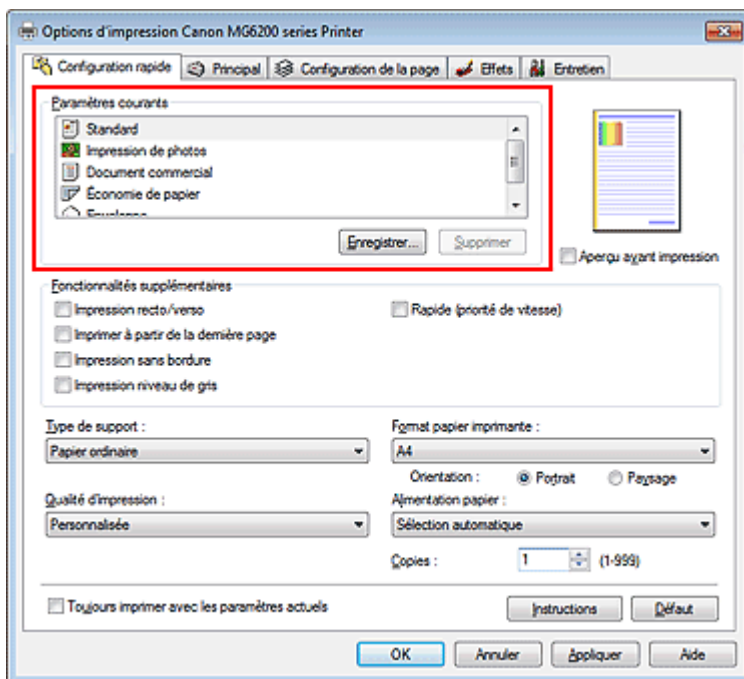 Options d'impression Canon MG6200 series Printer
Configuration rapide Principal Configuration de la page Effets Entretien
Paramètres courants
Standard
Impression de photos
Document commercial
Économie de papier
Enregistrer... Supprimer
Aperçu avant impression
Fonctionnalités supplémentaires
Impression recto/verso Rapide (priorité de vitesse)
Imprimer à partir de la dernière page
Impression sans bordure
Impression niveau de gris
Type de support : Format papier imprimante :
Papier ordinaire A4
Orientation : Portrait Paysage
Qualité d'impression : Alimentation papier :
Personnalisée Sélection automatique
Copies : 1 (1-999)
Toujours imprimer avec les paramètres actuels Instructions Défaut
OK Annuler Appliquer Aide